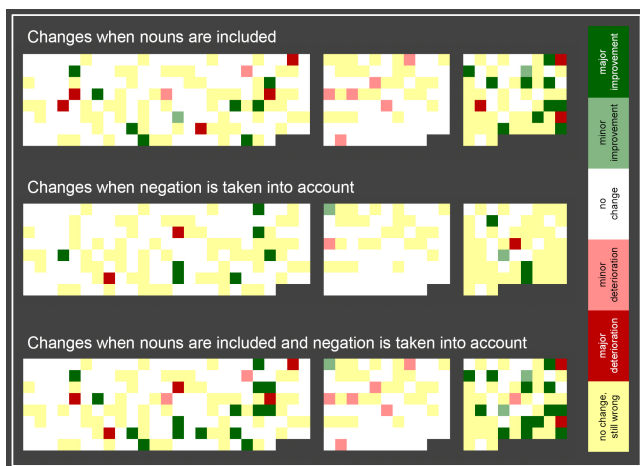 Changes when nouns are included
Changes when negation is taken into account
Changes when nouns are included and negation is taken into account
major
improvement
minor
improvement
no
change
minor
deterioration
major
deterioration
no change,
still wrong